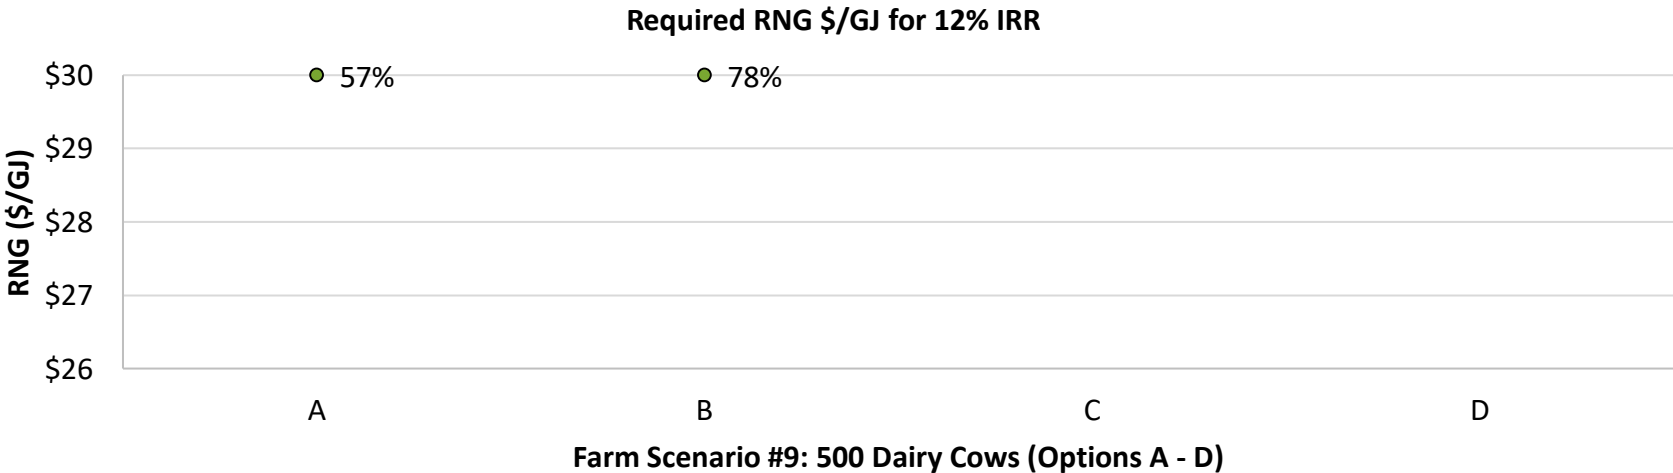 Required RNG $/GJ for 12% IRR
$30
57%
78%
$29
$28
$27
$26
RNG ($/GJ)
A
B
C
D
Farm Scenario #9: 500 Dairy Cows (Options A - D)